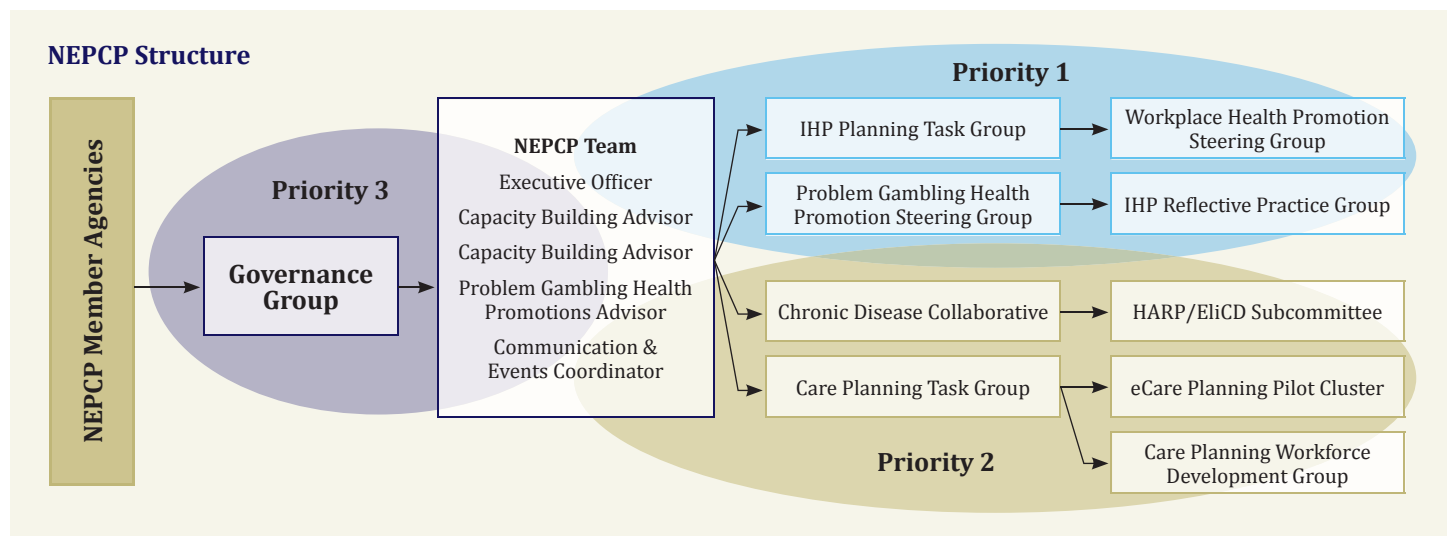 NEPCP Structure
NEPCP Member Agencies
Priority 3
Governance
Group
NEPCP Team
Executive Officer
Capacity Building Advisor
Capacity Building Advisor
Problem Gambling Health
Promotions Advisor
Communication &
Events Coordinator
Priority 1
IHP Planning Task Group
Workplace Health Promotion
Steering Group
Problem Gambling Health
Promotion Steering Group
IHP Reflective Practice Group
Chronic Disease Collaborative
HARP/EliCD Subcommittee
Care Planning Task Group
eCare Planning Pilot Cluster
Care Planning Workforce
Development Group
Priority 2